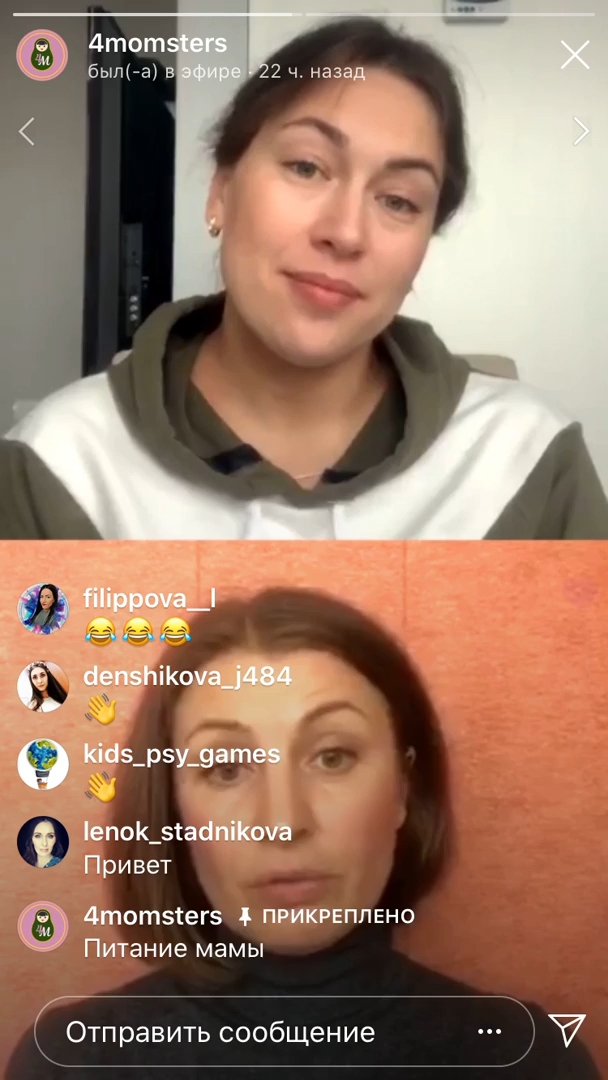 4momsters
был(-а) в эфире · 22 ч. назад
filippova__l
😂😂😂
denshikova_j484
👋
kids_psy_games
👋
lenok_stadnikova
Привет
4momsters ПРИКРЕПЛЕНО
Питание мамы
Отправить сообщение